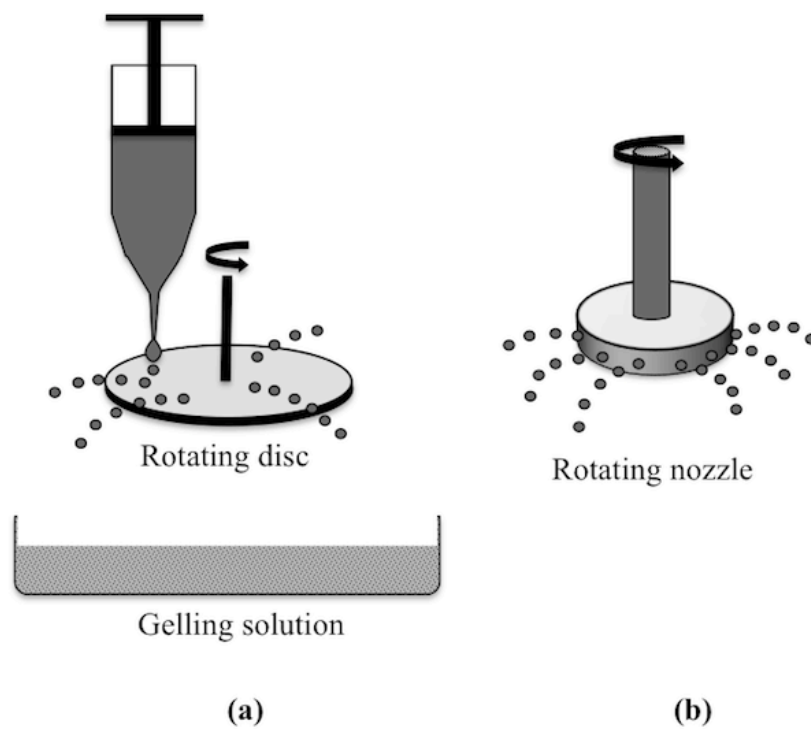 Rotating disc
Rotating nozzle
Gelling solution
(a)
(b)